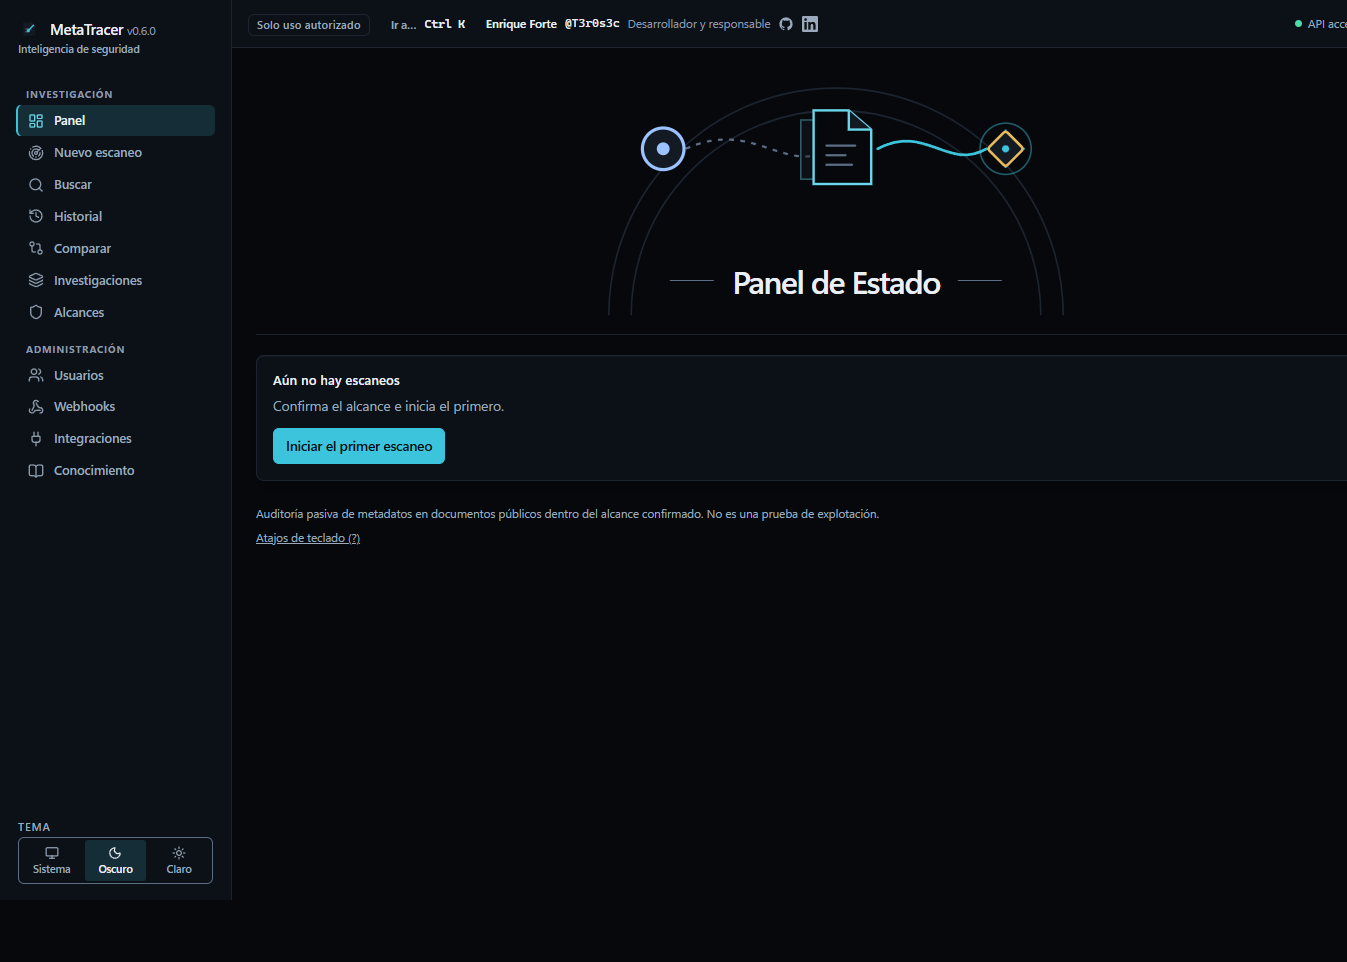 MetaTracer v0.6.0
Inteligencia de seguridad
INVESTIGACIÓN
Panel
Nuevo escaneo
Buscar
Historial
Comparar
Investigaciones
Alcances
ADMINISTRACIÓN
Usuarios
Webhooks
Integraciones
Conocimiento
TEMA
Sistema Oscuro Claro
Solo uso autorizado Ir a... Ctrl K Enrique Forte @T3r0s3c Desarrollador y responsable API acce
Panel de Estado
Aún no hay escaneos
Confirma el alcance e inicia el primero.
Iniciar el primer escaneo
Auditoría pasiva de metadatos en documentos públicos dentro del alcance confirmado. No es una prueba de explotación.
Atajos de teclado (?)